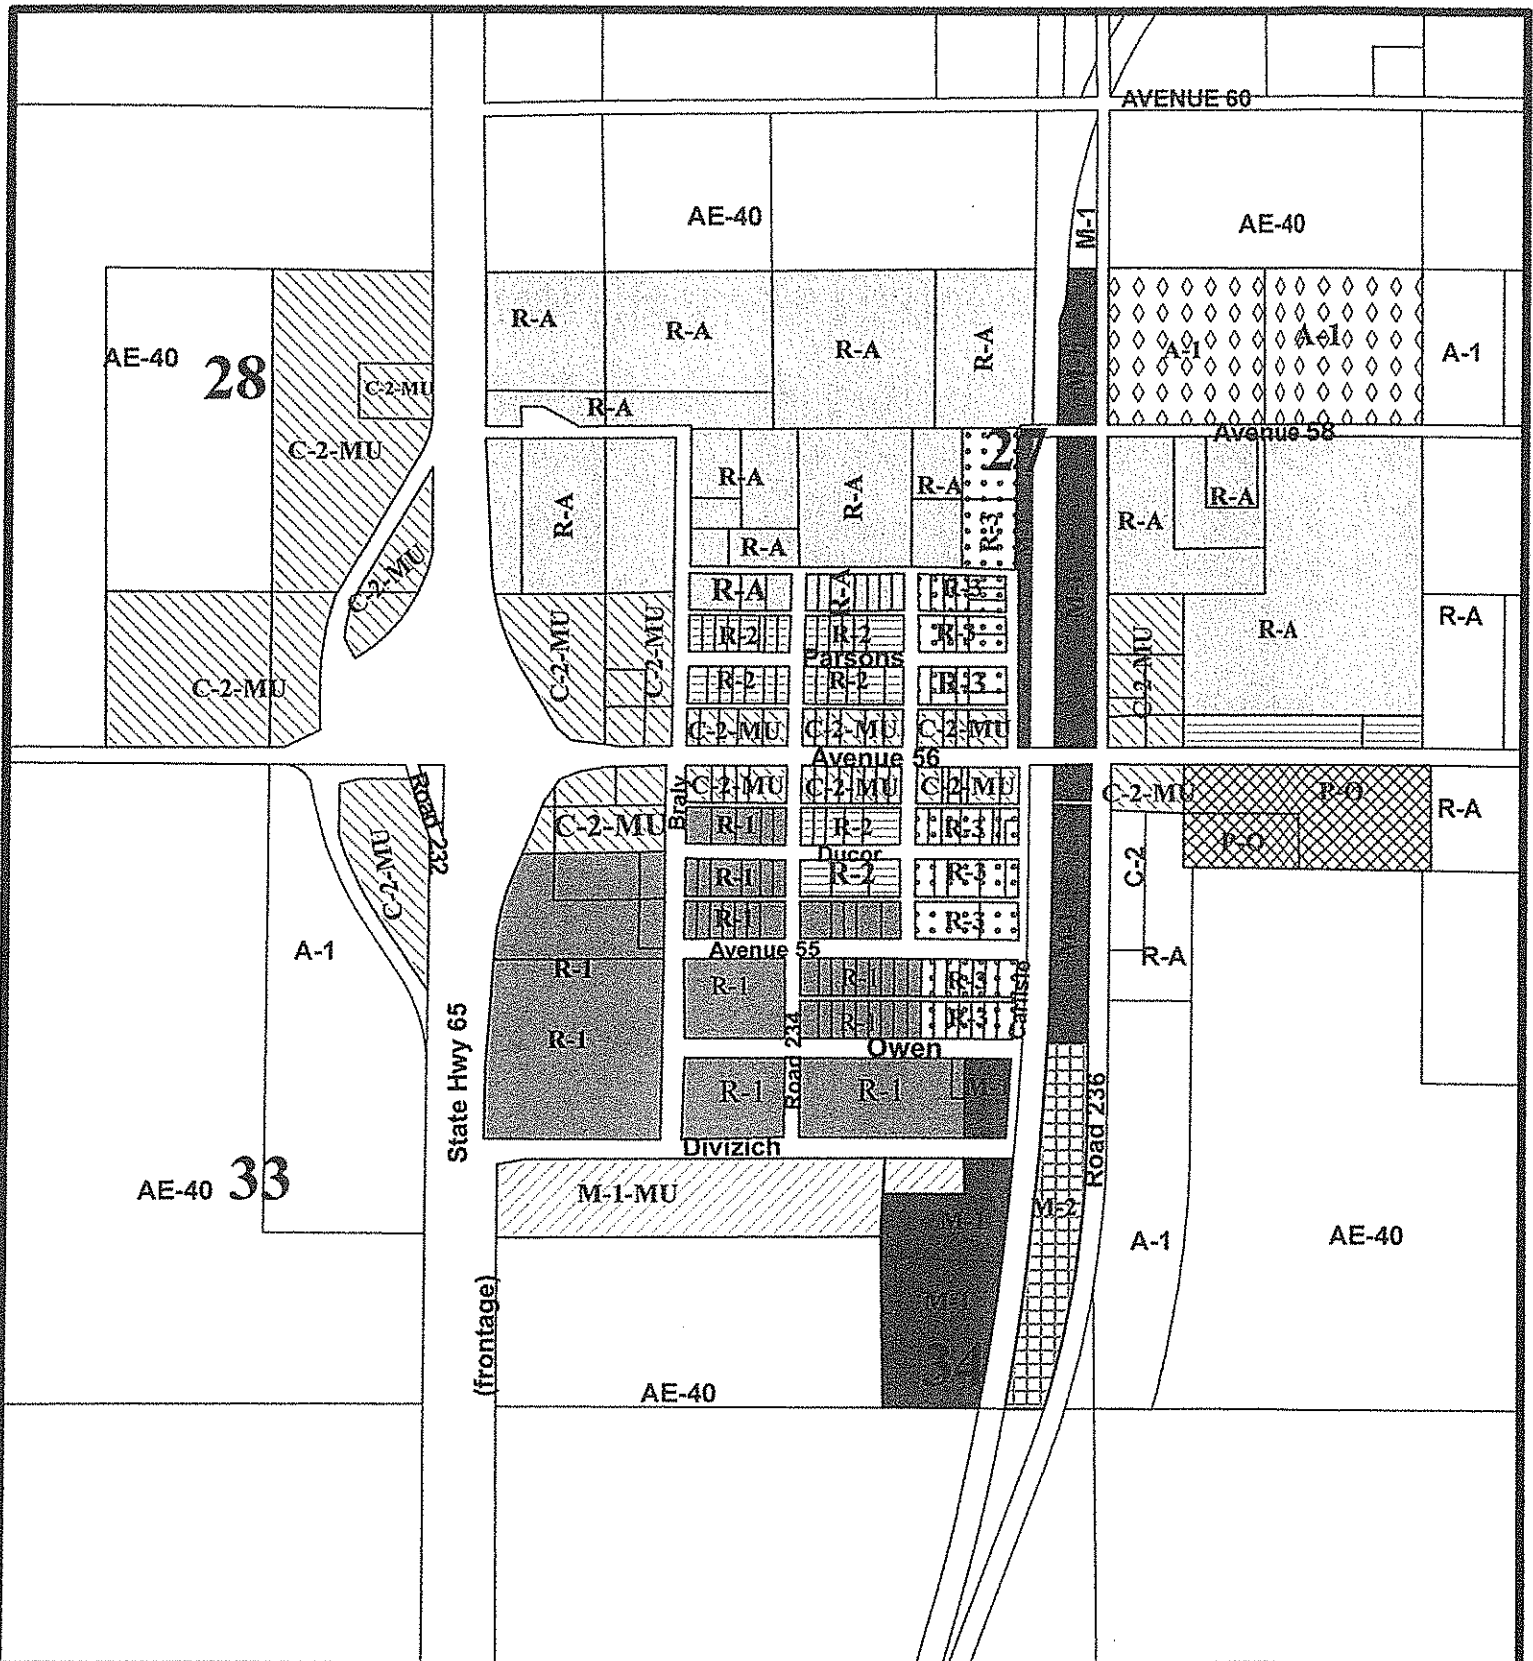 AVENUE 60
AE-40
M-1
AE-40
R-A
R-A
R-A
R-A
A-1
A-1
A-1
AE-40
28
C-2-MU
R-A
C-2-MU
27
Avenue 58
R-A
R-A
R-A
R-A
R-3
R-A
R-A
R-A
C-2-MU
R-A
R-A
R-3
R-A
R-A
C-2-MU
C-2-MU
C-2-MU
R-2
R-2
R-3
C-2-MU
Parsons
C-2-MU
R-2
R-2
R-3
C-2-MU
C-2-MU
C-2-MU
Avenue 56
Road 232
Braly
C-2-MU
C-2-MU
C-2-MU
C-2-MU
P-O
R-A
C-2-MU
R-1
R-2
R-3
P-O
Ducor
C-2-MU
R-1
R-2
R-3
C-2
R-1
R-3
A-1
Avenue 55
R-A
R-1
R-1
R-1
R-3
Carlisle
R-1
R-1
R-3
State Hwy 65
Road 234
Owen
R-1
R-1
Road 236
Divizich
AE-40
33
M-1-MU
M-1
M-2
A-1
AE-40
M-1
(frontage)
34
AE-40